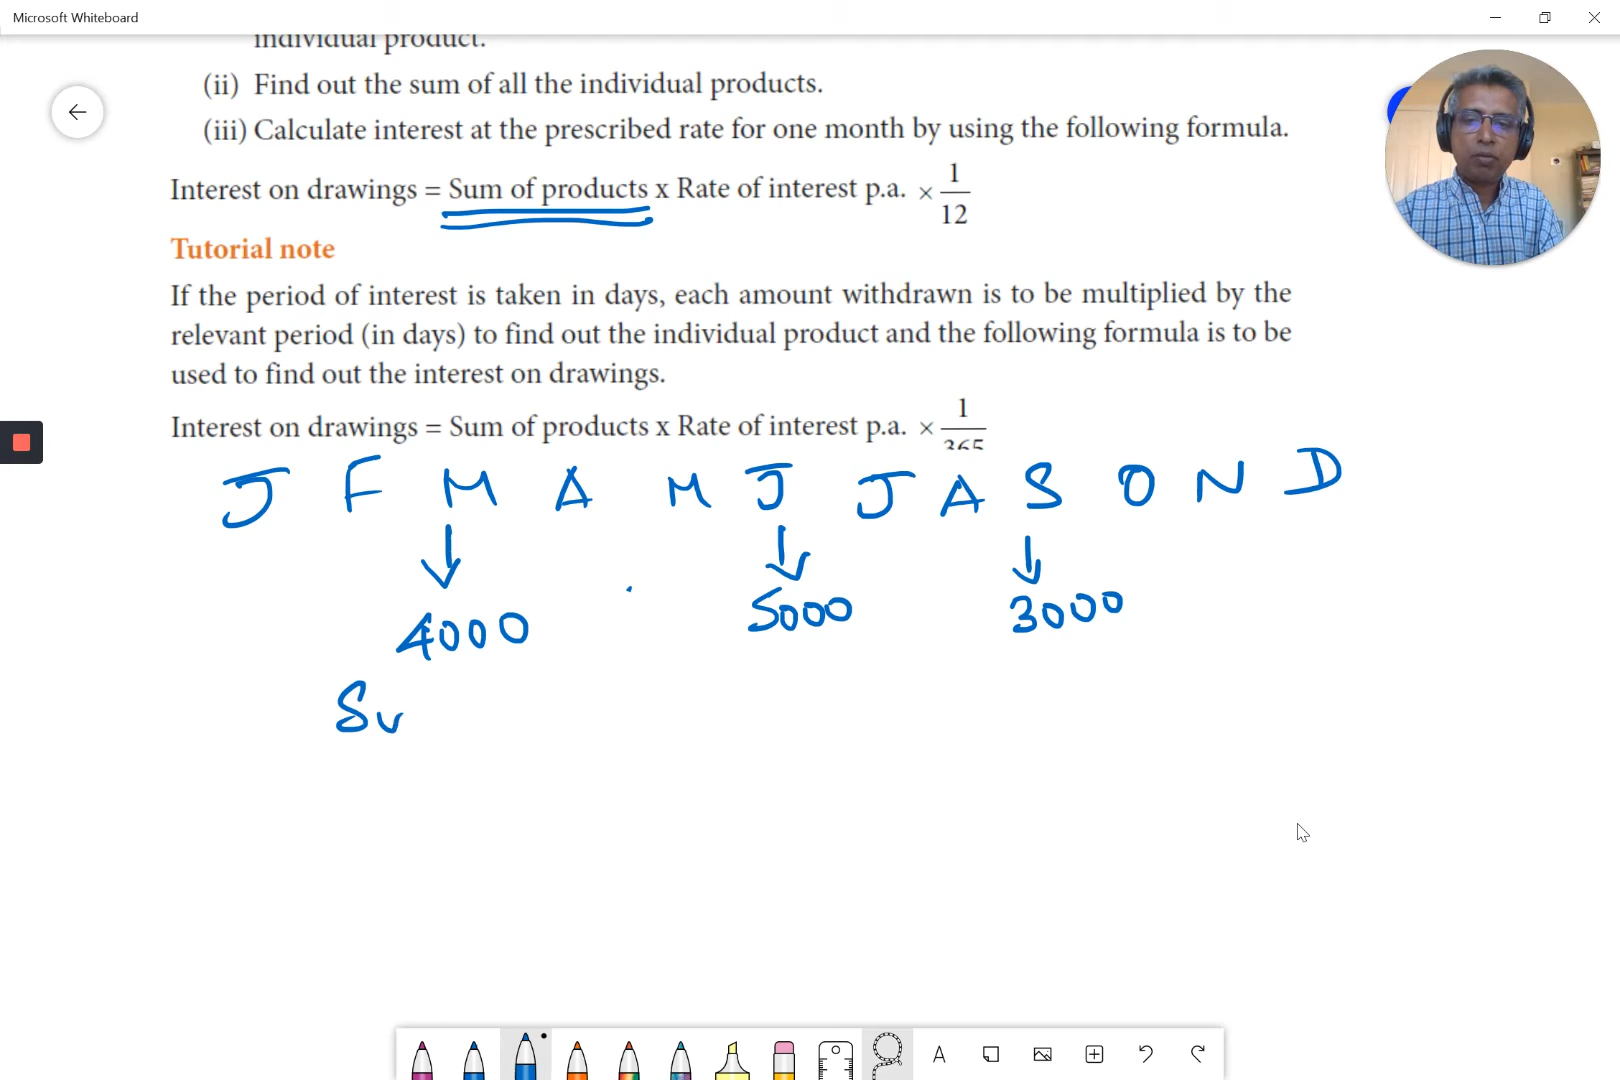 Microsoft Whiteboard
individual product.
(ii) Find out the sum of all the individual products.
(iii) Calculate interest at the prescribed rate for one month by using the following formula.
Interest on drawings = Sum of products x Rate of interest p.a. × 1/12
Tutorial note
If the period of interest is taken in days, each amount withdrawn is to be multiplied by the
relevant period (in days) to find out the individual product and the following formula is to be
used to find out the interest on drawings.
Interest on drawings = Sum of products x Rate of interest p.a. × 1/365
J F M A M J J A S O N D
4000 5000 3000
Su
A